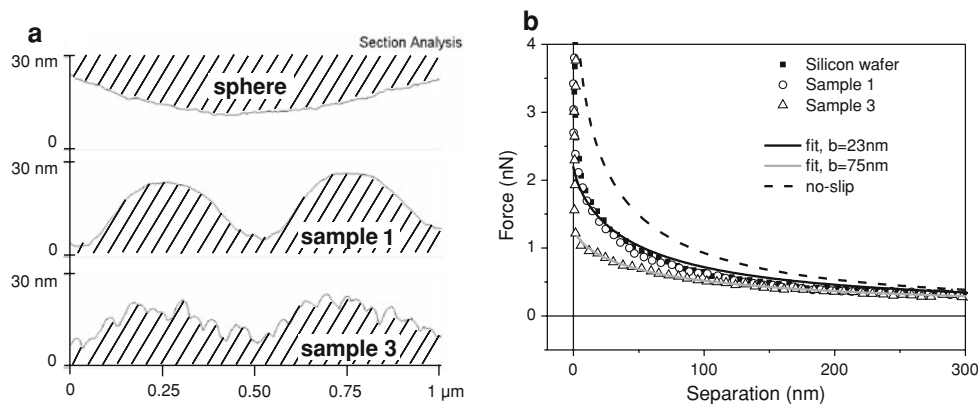 a
Section Analysis
30 nm
sphere
0
30 nm
sample 1
0
30 nm
sample 3
0
0 0.25 0.50 0.75 1 µm
b
4
3
2
1
0
Force (nN)
Silicon wafer
Sample 1
Sample 3
fit, b=23nm
fit, b=75nm
no-slip
0 100 200 300
Separation (nm)